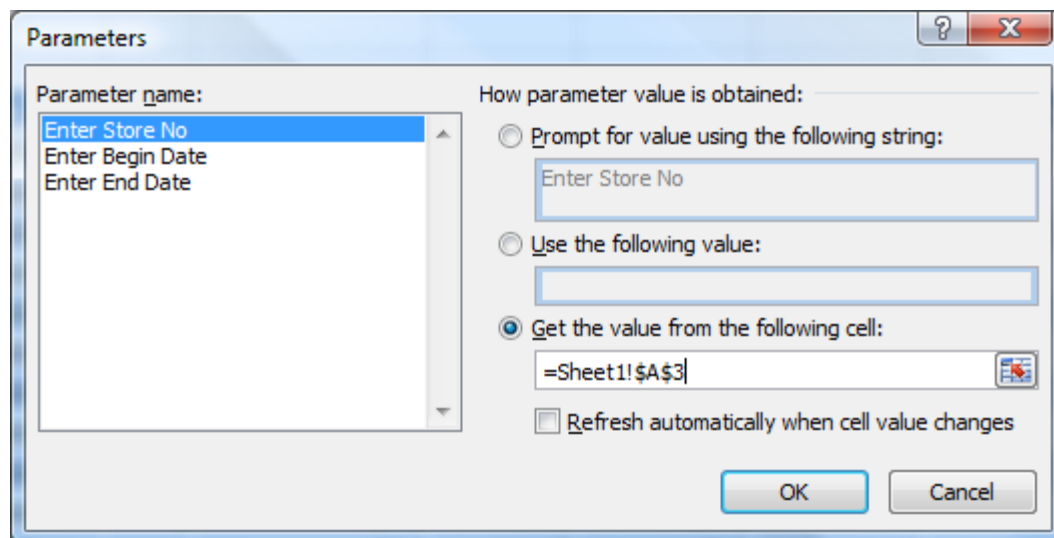 Parameters
?
X
Parameter name:
Enter Store No
Enter Begin Date
Enter End Date
How parameter value is obtained:
Prompt for value using the following string:
Enter Store No
Use the following value:
Get the value from the following cell:
=Sheet1!$A$3
Refresh automatically when cell value changes
OK
Cancel